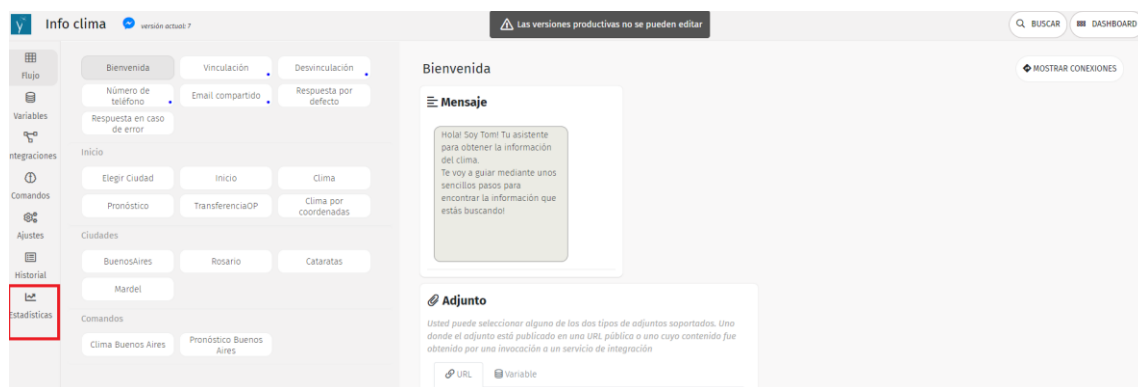 y
Info clima
versión actual: 7
Las versiones productivas no se pueden editar
BUSCAR
DASHBOARD
Flujo
Variables
ntegraciones
Comandos
Ajustes
Historial
Estadísticas
Bienvenida
Vinculación
Desvinculación
Número de
teléfono
Email compartido
Respuesta por
defecto
Respuesta en caso
de error
Inicio
Elegir Ciudad
Inicio
Clima
Pronóstico
TransferenciaOP
Clima por
coordenadas
Ciudades
BuenosAires
Rosario
Cataratas
Mardel
Comandos
Clima Buenos Aires
Pronóstico Buenos
Aires
Bienvenida
MOSTRAR CONEXIONES
Mensaje
Hola! Soy Tom! Tu asistente
para obtener la información
del clima.
Te voy a guiar mediante unos
sencillos pasos para
encontrar la información que
estás buscando!
Adjunto
Usted puede seleccionar alguno de los dos tipos de adjuntos soportados. Uno
donde el adjunto está publicado en una URL pública o uno cuyo contenido fue
obtenido por una invocación a un servicio de integración
URL
Variable